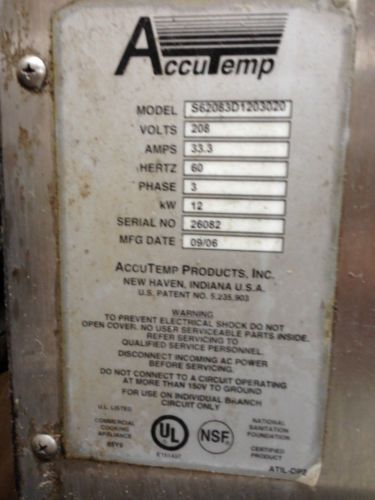 AccuTemp
MODEL S62083D1203020
VOLTS 208
AMPS 33.3
HERTZ 60
PHASE 3
kW 12
SERIAL NO 26082
MFG DATE 09/06
ACCUTEMP PRODUCTS, INC.
NEW HAVEN, INDIANA U.S.A.
U.S. PATENT NO. 5,235,903
WARNING
TO PREVENT ELECTRICAL SHOCK DO NOT
OPEN COVER. NO USER SERVICEABLE PARTS INSIDE.
REFER SERVICING TO
QUALIFIED SERVICE PERSONNEL.
DISCONNECT INCOMING AC POWER
BEFORE SERVICING.
DO NOT CONNECT TO A CIRCUIT OPERATING
AT MORE THAN 150V TO GROUND
FOR USE ON INDIVIDUAL BRANCH
CIRCUIT ONLY
U.L. LISTED
COMMERCIAL
COOKING
APPLIANCE
UL
NSF
NATIONAL
SANITATION
FOUNDATION
CERTIFIED
PRODUCT